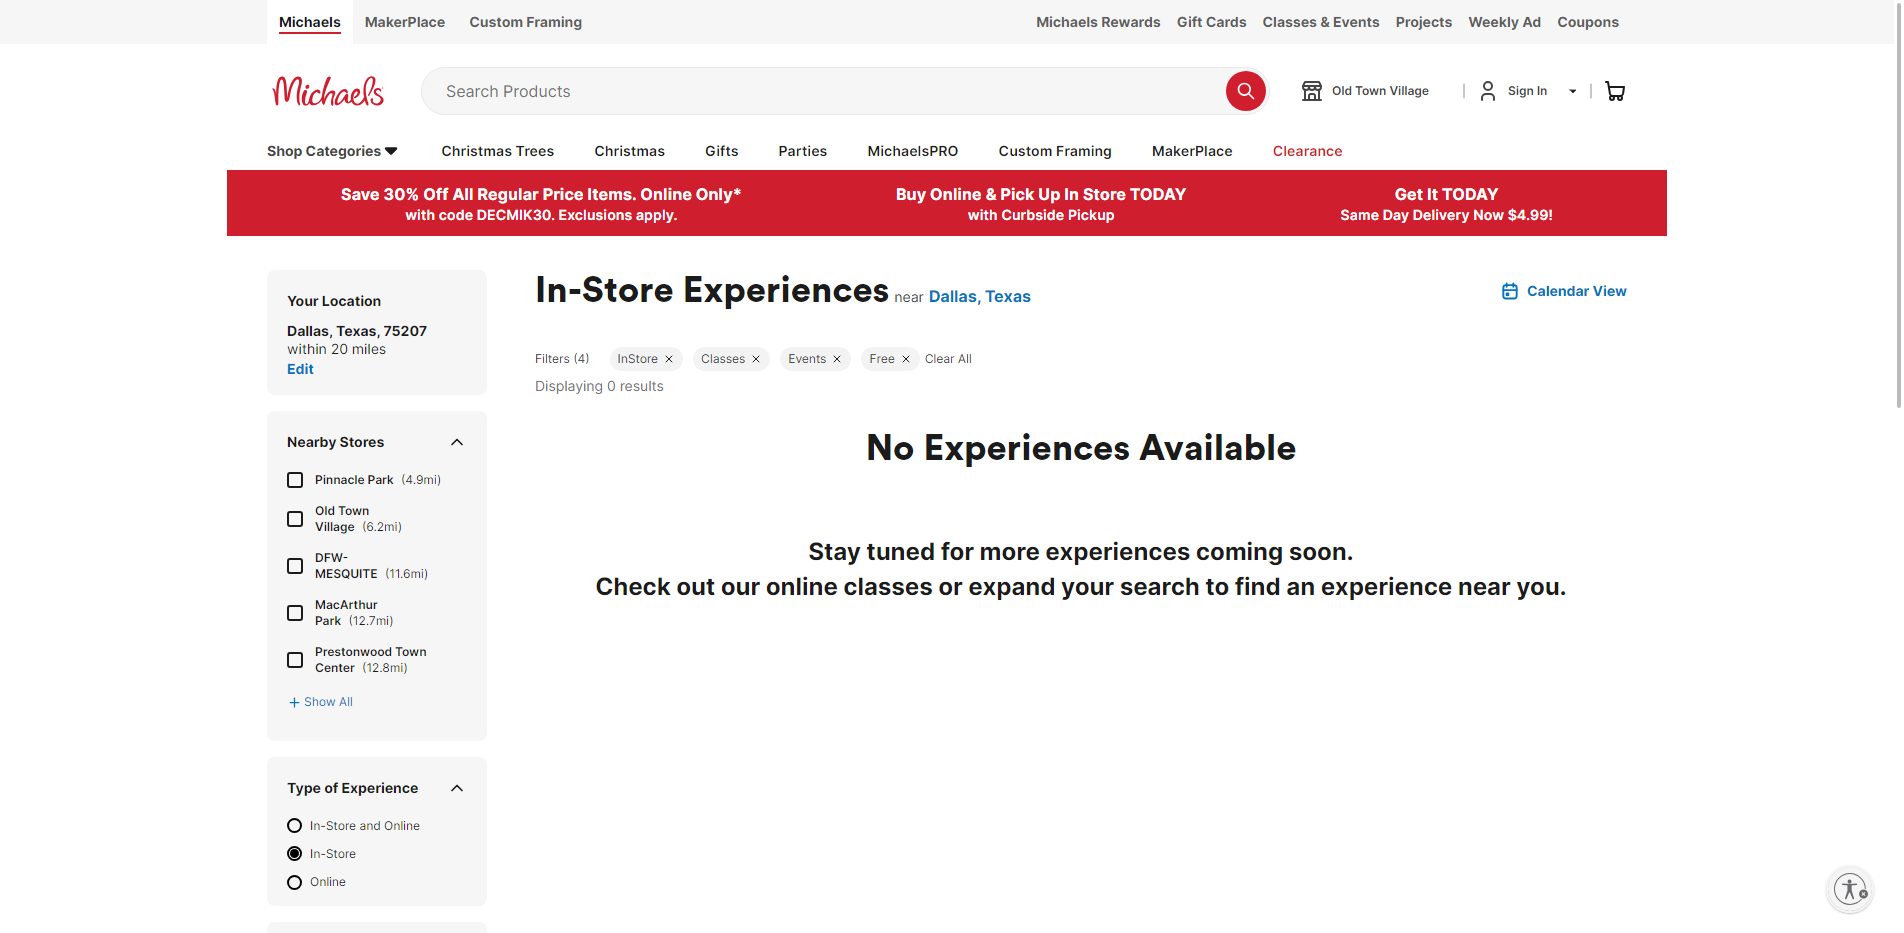 Michaels MakerPlace Custom Framing Michaels Rewards Gift Cards Classes & Events Projects Weekly Ad Coupons
Michaels Search Products Old Town Village | Sign In |
Shop Categories Christmas Trees Christmas Gifts Parties MichaelsPRO Custom Framing MakerPlace Clearance
Save 30% Off All Regular Price Items. Online Only*
with code DECMIK30. Exclusions apply.
Buy Online & Pick Up In Store TODAY
with Curbside Pickup
Get It TODAY
Same Day Delivery Now $4.99!
Your Location
Dallas, Texas, 75207
within 20 miles
Edit
Nearby Stores
Pinnacle Park (4.9mi)
Old Town
Village (6.2mi)
DFW-
MESQUITE (11.6mi)
MacArthur
Park (12.7mi)
Prestonwood Town
Center (12.8mi)
+ Show All
Type of Experience
In-Store and Online
In-Store
Online
In-Store Experiences near Dallas, Texas
Calendar View
Filters (4) InStore Classes Events Free Clear All
Displaying 0 results
No Experiences Available
Stay tuned for more experiences coming soon.
Check out our online classes or expand your search to find an experience near you.